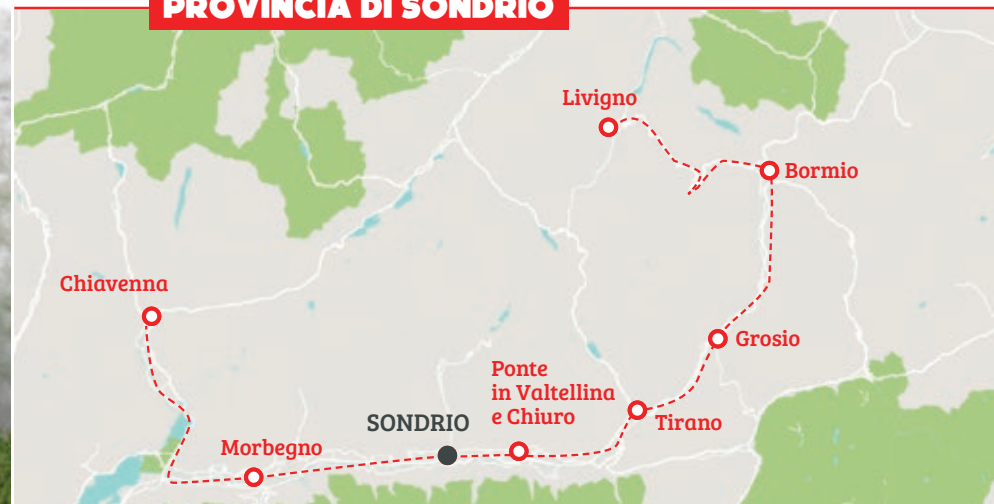 PROVINCIA DI SONDRIO
Livigno
Bormio
Chiavenna
Grosio
Ponte
in Valtellina
e Chiuro
SONDRIO
Tirano
Morbegno